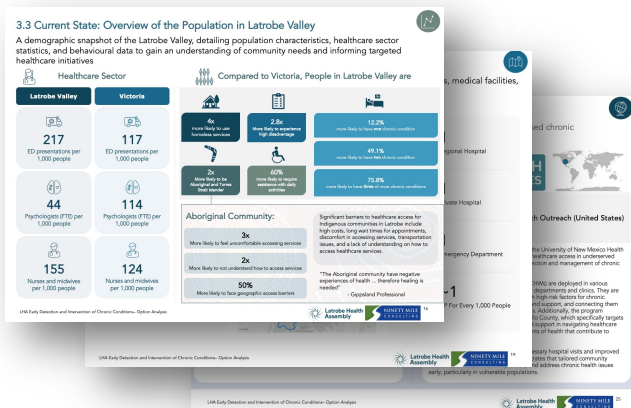 3.3 Current State: Overview of the Population in Latrobe Valley
A demographic snapshot of the Latrobe Valley, detailing population characteristics, healthcare sector
statistics, and behavioural data to gain an understanding of community needs and informing targeted
healthcare initiatives
Healthcare Sector
Latrobe Valley
Victoria
217
ED presentations per
1,000 people
117
ED presentations per
1,000 people
44
Psychologists (FTE) per
1,000 people
114
Psychologists (FTE) per
1,000 people
155
Nurses and midwives
per 1,000 people
124
Nurses and midwives
per 1,000 people
Compared to Victoria, People in Latrobe Valley are
4x
more likely to use
homeless services
2.8x
More likely to experience
high disadvantage
12.2%
more likely to have one chronic condition
49.1%
more likely to have two chronic condition
75.8%
more likely to have three of more chronic conditions
2x
More likely to be
Aboriginal and Torres
Strait Islander
60%
more likely to require
assistance with daily
activities
Aboriginal Community:
3x
More likely to feel uncomfortable accessing services
2x
More likely to not understand how to access services
50%
More likely to face geographic access barriers
Significant barriers to healthcare access for
Indigenous communities in Latrobe include
high costs, long wait times for appointments,
discomfort in accessing services, transportation
issues, and a lack of understanding on how to
access healthcare services.
"The Aboriginal community have negative
experiences of health ... therefore healing is
needed"
- Gippsland Professional
LHA Early Detection and Intervention of Chronic Conditions– Option Analysis
Latrobe Health
Assembly
NINETY MILE
CONSULTING
16
s, medical facilities,
egional Hospital
ivate Hospital
ergency Department
P For Every 1,000 People
LHA Early Detection and Intervention of Chronic Conditions– Option Analysis
Latrobe Health
Assembly
NINETY MILE
CONSULTING
19
ed chronic
h Outreach (United States)
he University of New Mexico Health
healthcare access in underserved
ection and management of chronic
HWs) are deployed in various
departments and clinics. They are
h high-risk factors for chronic
nd support, and connecting them
s. Additionally, the program
lo County, which specifically targets
support in navigating healthcare
ts of health that contribute to
ssary hospital visits and improved
rates that tailored community
nd address chronic health issues
early, particularly in vulnerable populations.
LHA Early Detection and Intervention of Chronic Conditions– Option Analysis
Latrobe Health
Assembly
NINETY MILE
CONSULTING
25